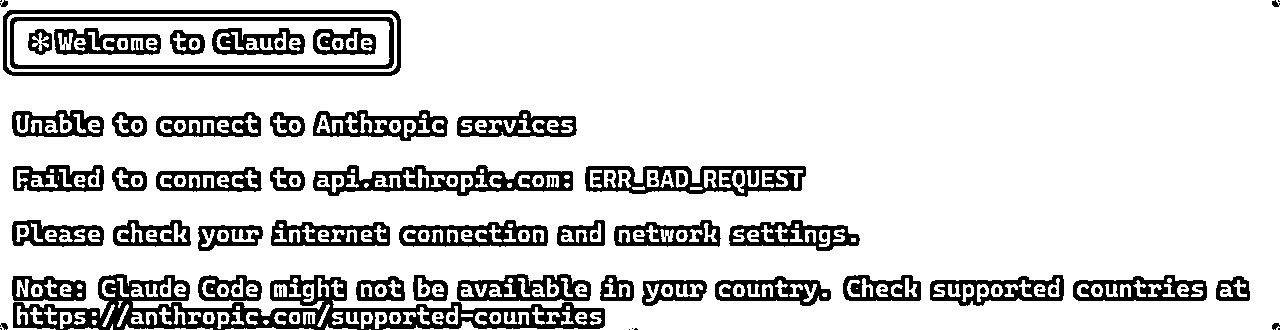 ✻ Welcome to Claude Code
Unable to connect to Anthropic services
Failed to connect to api.anthropic.com: ERR_BAD_REQUEST
Please check your internet connection and network settings.
Note: Claude Code might not be available in your country. Check supported countries at
https://anthropic.com/supported-countries